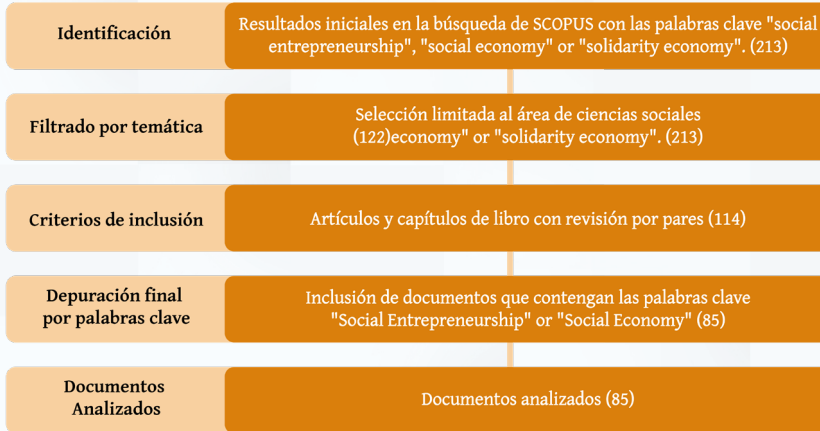 Identificación
Resultados iniciales en la búsqueda de SCOPUS con las palabras clave "social
entrepreneurship", "social economy" or "solidarity economy". (213)
Filtrado por temática
Selección limitada al área de ciencias sociales
(122)economy" or "solidarity economy". (213)
Criterios de inclusión
Artículos y capítulos de libro con revisión por pares (114)
Depuración final
por palabras clave
Inclusión de documentos que contengan las palabras clave
"Social Entrepreneurship" or "Social Economy" (85)
Documentos
Analizados
Documentos analizados (85)